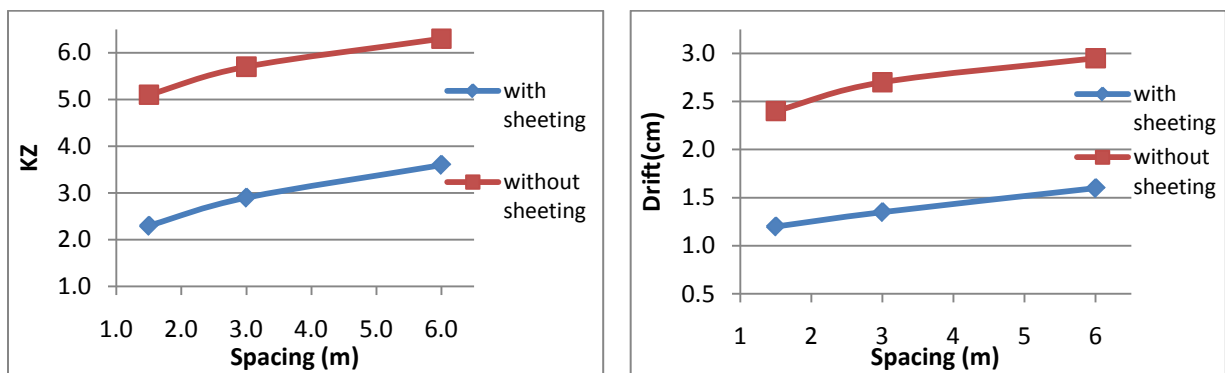 6.0
5.0
4.0
3.0
2.0
1.0
KZ
1.0 2.0 3.0 4.0 5.0 6.0
Spacing (m)
with
sheeting
without
sheeting
3.0
2.5
2.0
1.5
1.0
0.5
Drift(cm)
1 2 3 4 5 6
Spacing (m)
with
sheeting
without
sheeting